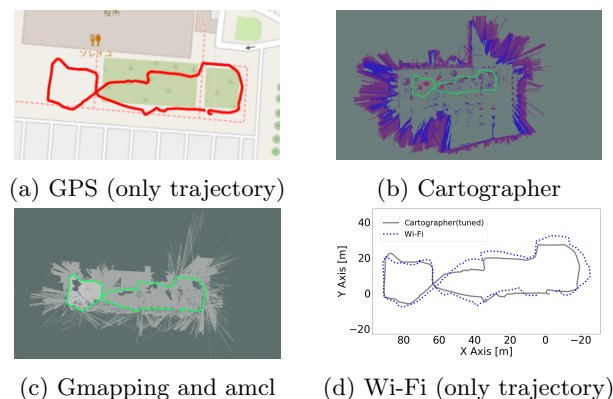 役所
ソレイユ
(a) GPS (only trajectory)
(b) Cartographer
Cartographer(tuned)
Wi-Fi
Y Axis [m]
40
20
0
−20
80
60
40
20
0
−20
X Axis [m]
(c) Gmapping and amcl
(d) Wi-Fi (only trajectory)